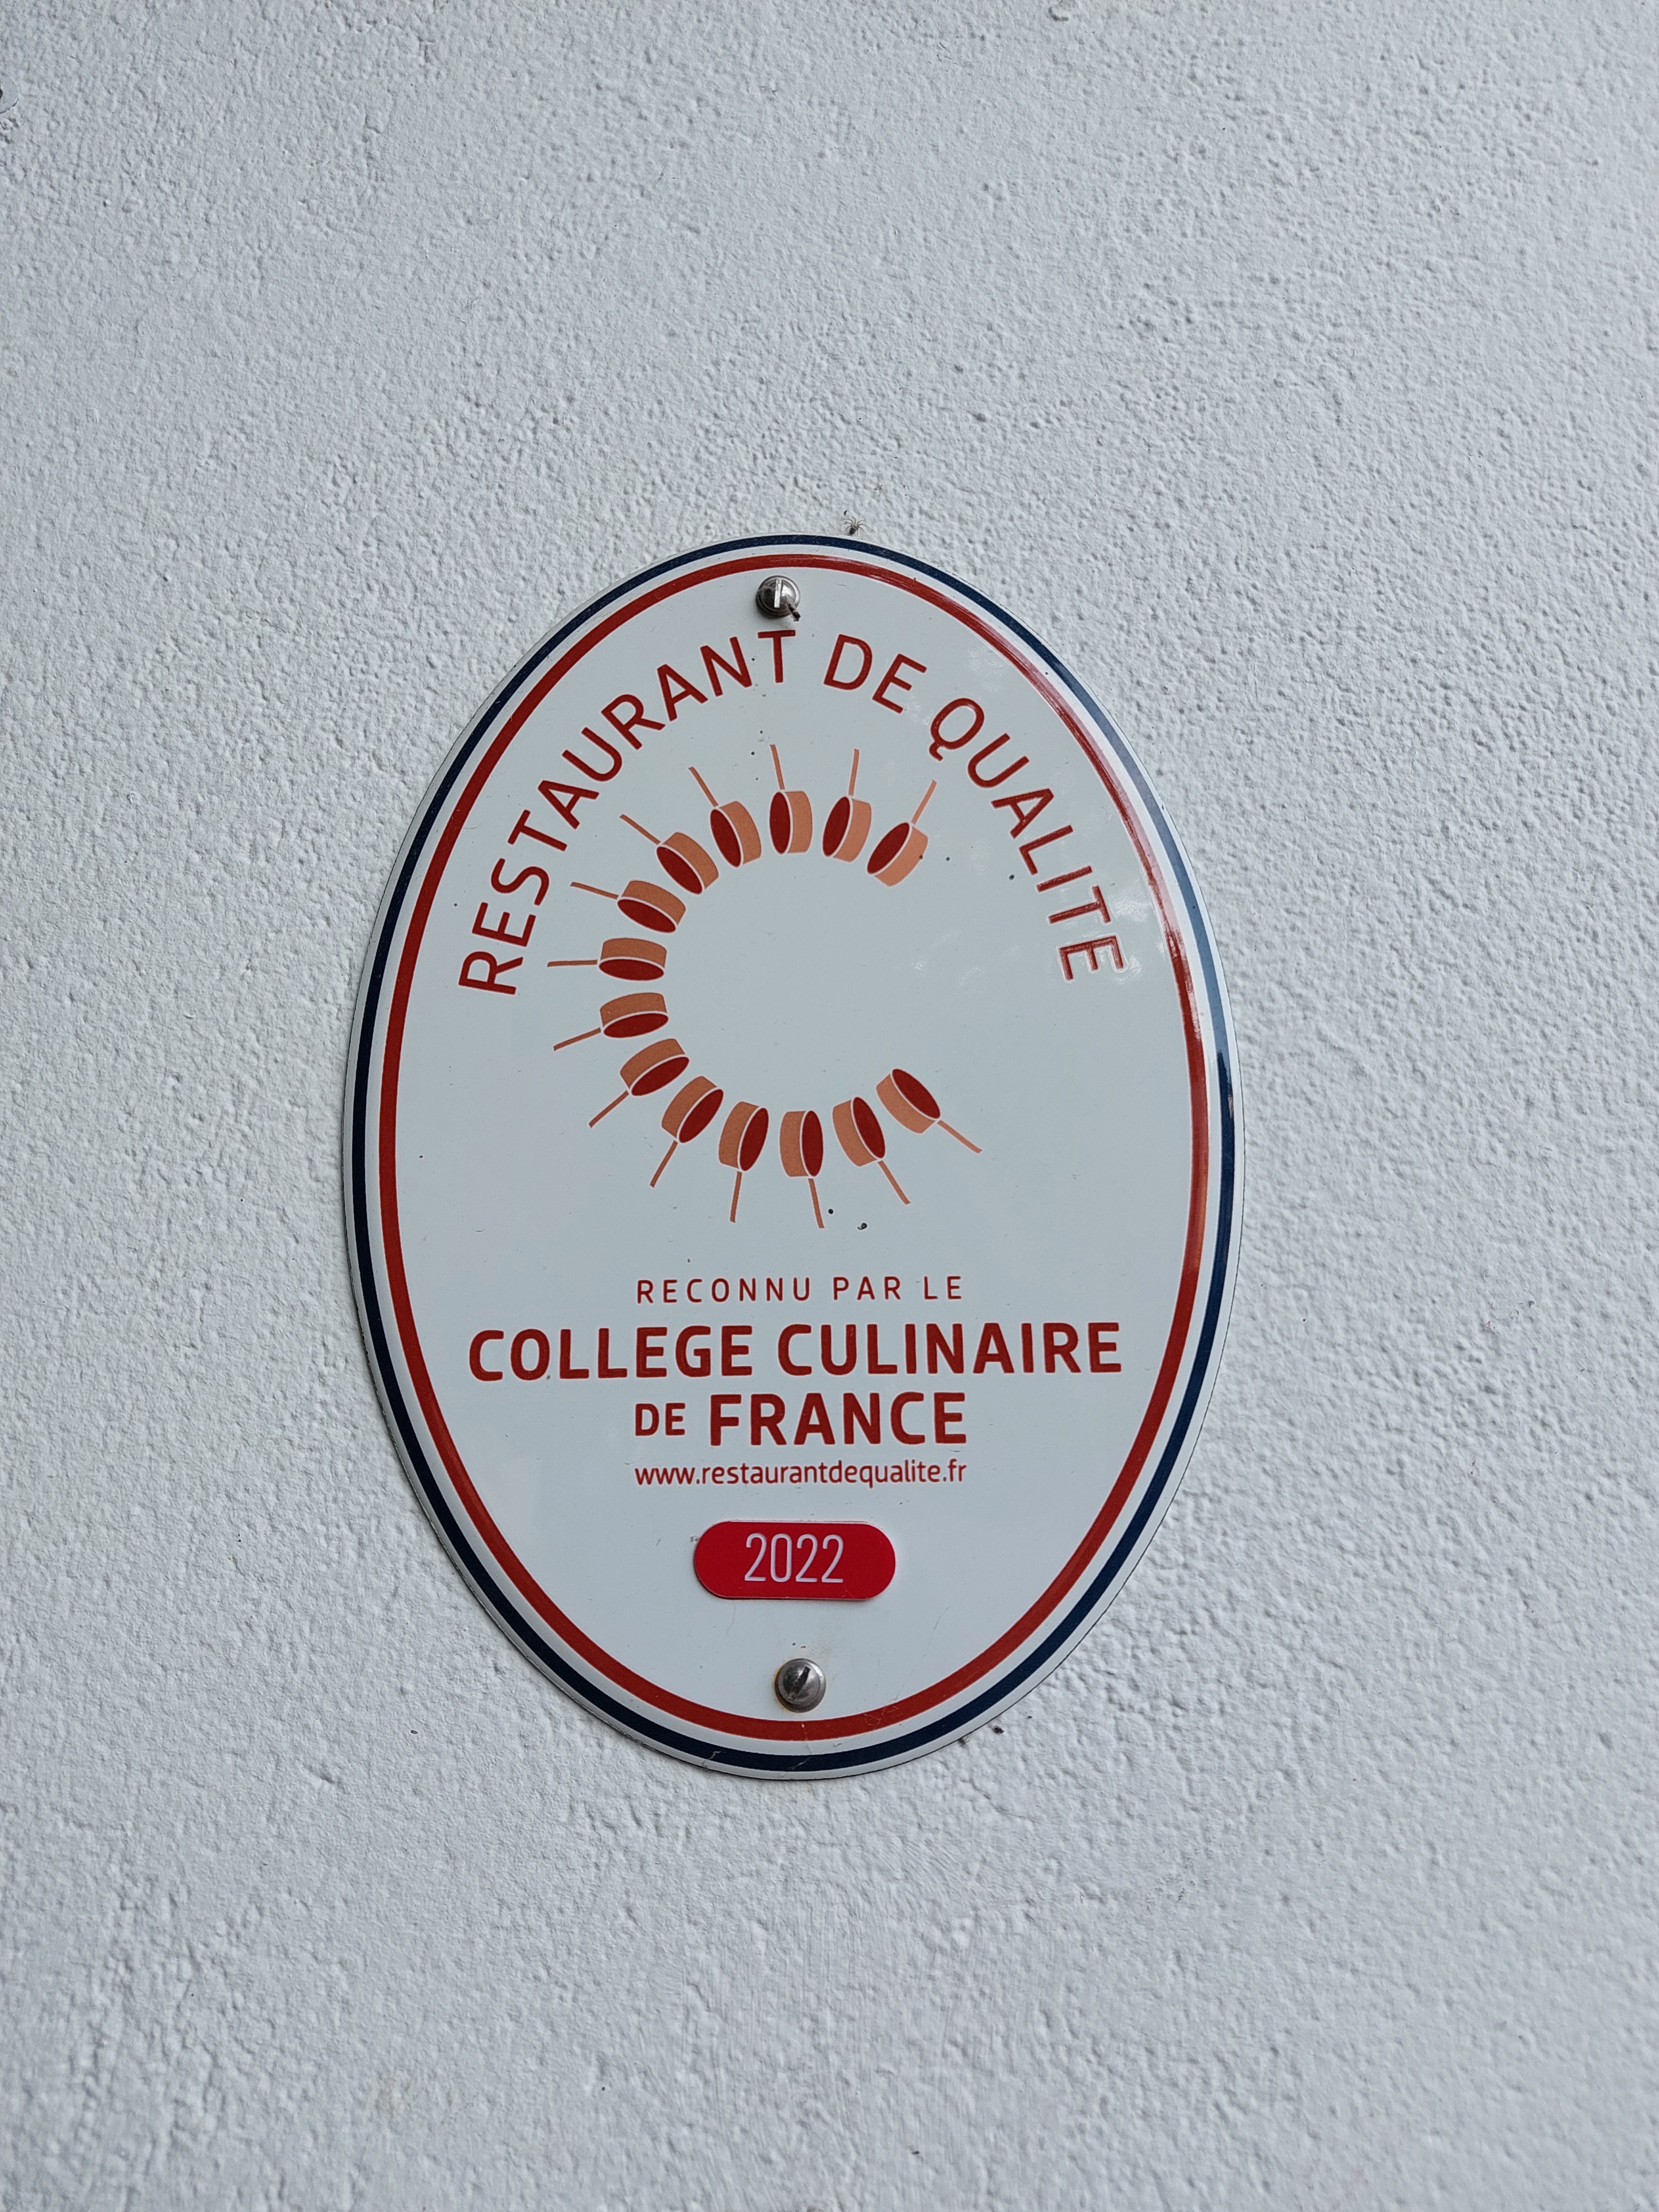 RESTAURANT DE QUALITE
RECONNU PAR LE
COLLEGE CULINAIRE
DE FRANCE
www.restaurantdequalite.fr
2022